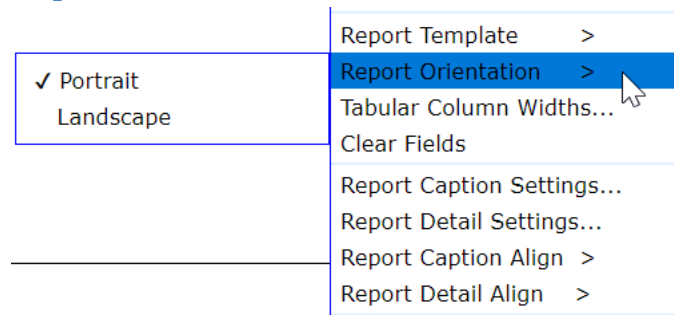 Report Template >
Report Orientation >
✓ Portrait
Landscape
Tabular Column Widths...
Clear Fields
Report Caption Settings...
Report Detail Settings...
Report Caption Align >
Report Detail Align >